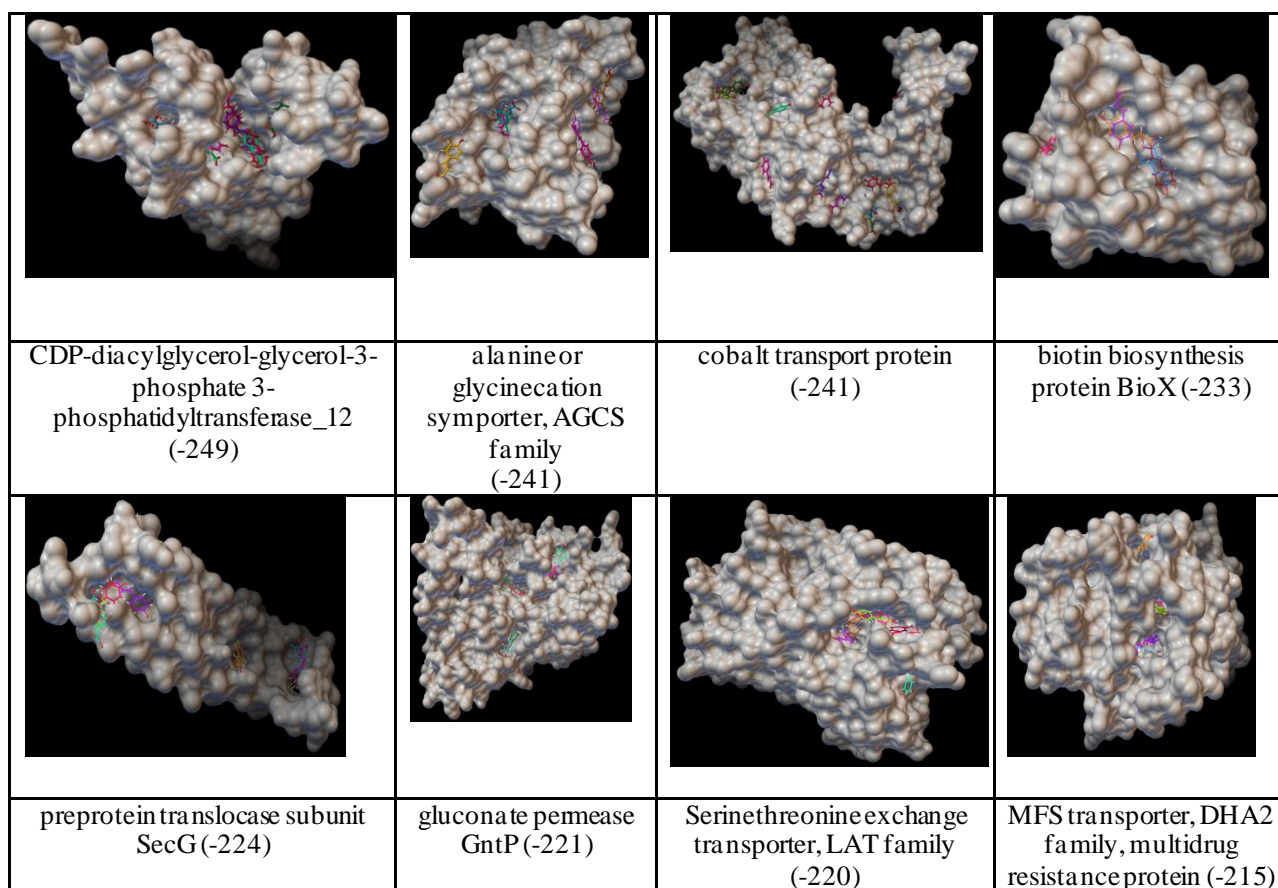 CDP-diacylglycerol-glycerol-3-
phosphate 3-
phosphatidyltransferase_12
(-249)
alanine or
glycinecation
symporter, AGCS
family
(-241)
cobalt transport protein
(-241)
biotin biosynthesis
protein BioX (-233)
preprotein translocase subunit
SecG (-224)
gluconate permease
GntP (-221)
Serinethreonine exchange
transporter, LAT family
(-220)
MFS transporter, DHA2
family, multidrug
resistance protein (-215)